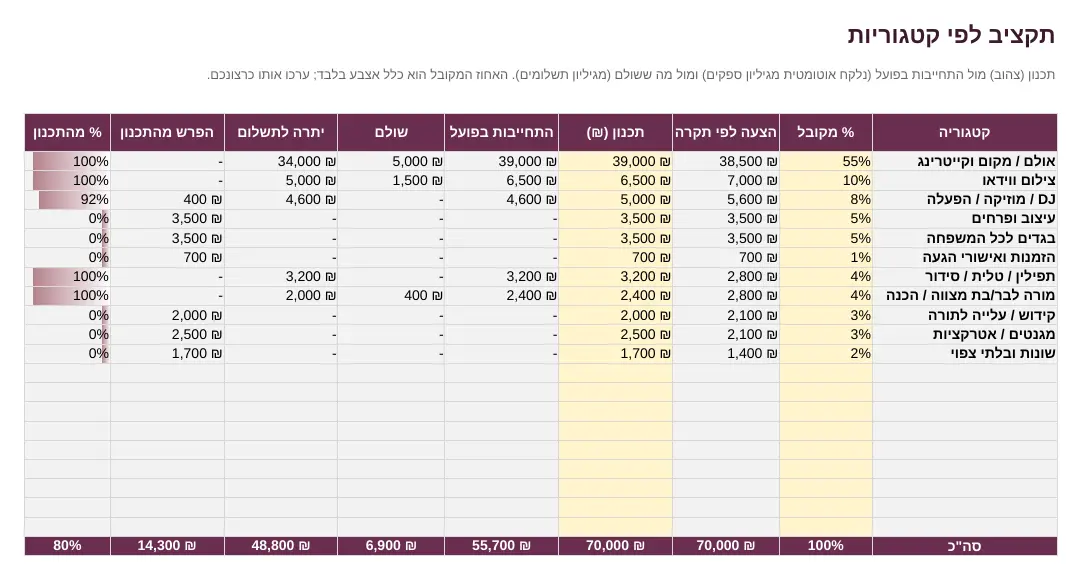 תקציב לפי קטגוריות
תכנון (צהוב) מול התחייבות בפועל (נלקח אוטומטית מגיליון ספקים) ומול מה ששולם (מגיליון תשלומים). האחוז המקובל הוא כלל אצבע בלבד; ערכו אותו כרצונכם.
קטגוריה % מקובל הצעה לפי תקרה תכנון (₪) התחייבות בפועל שולם יתרה לתשלום הפרש מהתכנון % מהתכנון
אולם / מקום וקייטרינג 55% 38,500 ₪ 39,000 ₪ 39,000 ₪ 5,000 ₪ 34,000 ₪ - 100%
צילום ווידאו 10% 7,000 ₪ 6,500 ₪ 6,500 ₪ 1,500 ₪ 5,000 ₪ - 100%
DJ / מוזיקה / הפעלה 8% 5,600 ₪ 5,000 ₪ 4,600 ₪ - 4,600 ₪ 400 ₪ 92%
עיצוב ופרחים 5% 3,500 ₪ 3,500 ₪ - - - 3,500 ₪ 0%
בגדים לכל המשפחה 5% 3,500 ₪ 3,500 ₪ - - - 3,500 ₪ 0%
הזמנות ואישורי הגעה 1% 700 ₪ 700 ₪ - - - 700 ₪ 0%
תפילין / טלית / סידור 4% 2,800 ₪ 3,200 ₪ 3,200 ₪ - 3,200 ₪ - 100%
מורה לבר/בת מצווה / הכנה 4% 2,800 ₪ 2,400 ₪ 2,400 ₪ 400 ₪ 2,000 ₪ - 100%
קידוש / עלייה לתורה 3% 2,100 ₪ 2,000 ₪ - - - 2,000 ₪ 0%
מגנטים / אטרקציות 3% 2,100 ₪ 2,500 ₪ - - - 2,500 ₪ 0%
שונות ובלתי צפוי 2% 1,400 ₪ 1,700 ₪ - - - 1,700 ₪ 0%
סה"כ 100% 70,000 ₪ 70,000 ₪ 55,700 ₪ 6,900 ₪ 48,800 ₪ 14,300 ₪ 80%